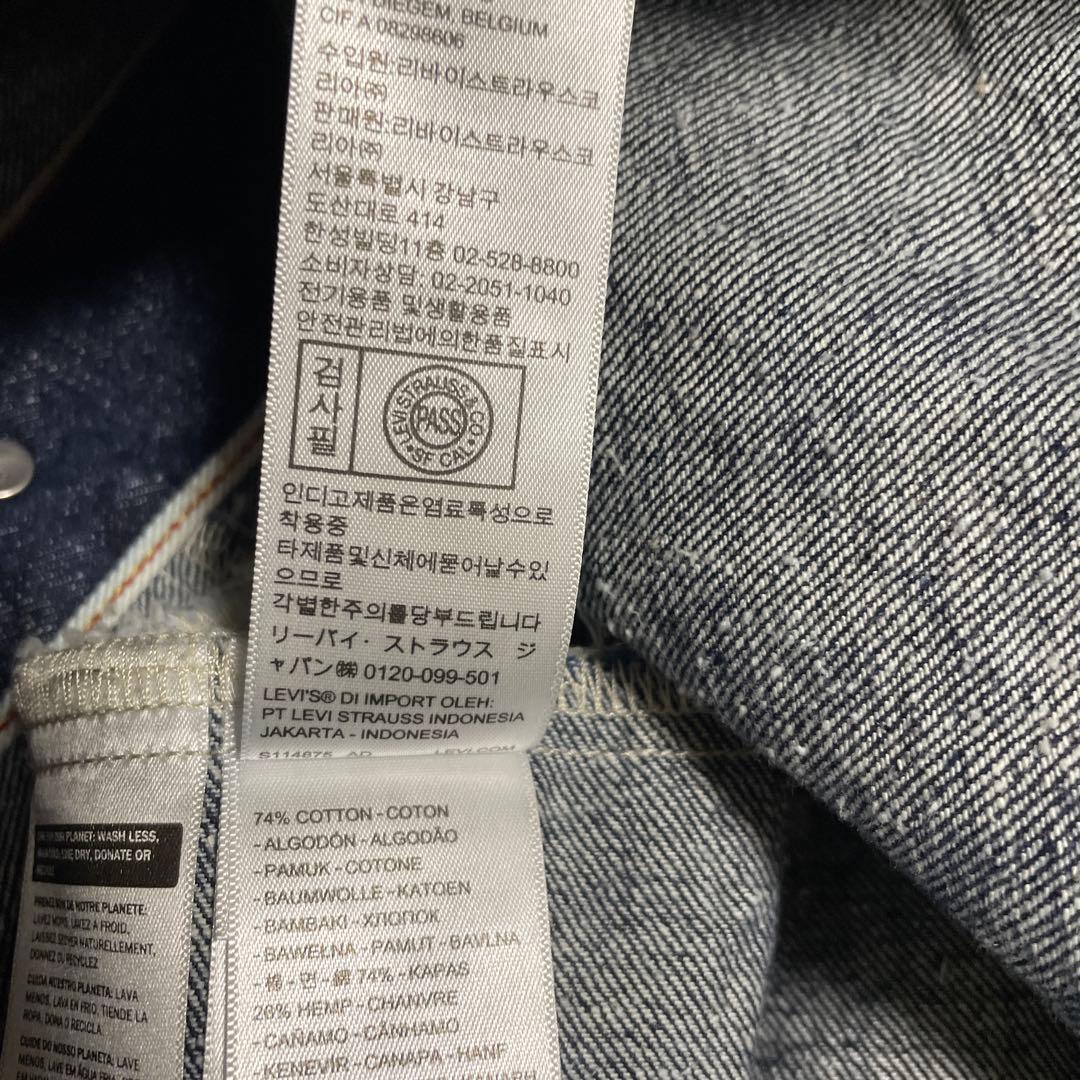 DIEGEM, BELGIUM
CIF A 08298606
수입원:리바이스트라우스코
리아㈜
판매원:리바이스트라우스코
리아㈜
서울특별시 강남구
도산대로 414
한성빌딩11층 02-528-8800
소비자상담: 02-2051-1040
전기용품 및생활용품
안전관리법에의한품질표시
검사필
LEVI STRAUSS & CO
PASS
SF CAL
인디고제품은염료특성으로
착용중
타제품및신체에묻어날수있
으므로
각별한주의를당부드립니다
リーバイ・ストラウス ジ
ャパン㈱ 0120-099-501
LEVI'S® DI IMPORT OLEH:
PT LEVI STRAUSS INDONESIA
JAKARTA - INDONESIA
LEVI.COM
74% COTTON - COTON
- ALGODÓN - ALGODÃO
- PAMUK - COTONE
- BAUMWOLLE - KATOEN
- BAMBAKI - ХЛОПОК
- BAWEŁNA - PAMUT - BAVLNA
- 棉 - 면 - 綿 74% - KAPAS
26% HEMP - CHANVRE
- CAÑAMO - CÂNHAMO
- KENEVIR - CANAPA - HANF
PLANET: WASH LESS,
DRY, DONATE OR
DE NOTRE PLANETE:
LAVEZ MOINS, LAVEZ A FROID,
LAISSEZ SECHER NATURELLEMENT,
DONNEZ OU RECYCLEZ
CUIDA NUESTRO PLANETA: LAVA
MENOS, LAVA EN FRIO, TIENDE LA
ROPA, DONA O RECICLA.
CUIDE DO NOSSO PLANETA: LAVE
MENOS, LAVE EM ÁGUA FRIA,